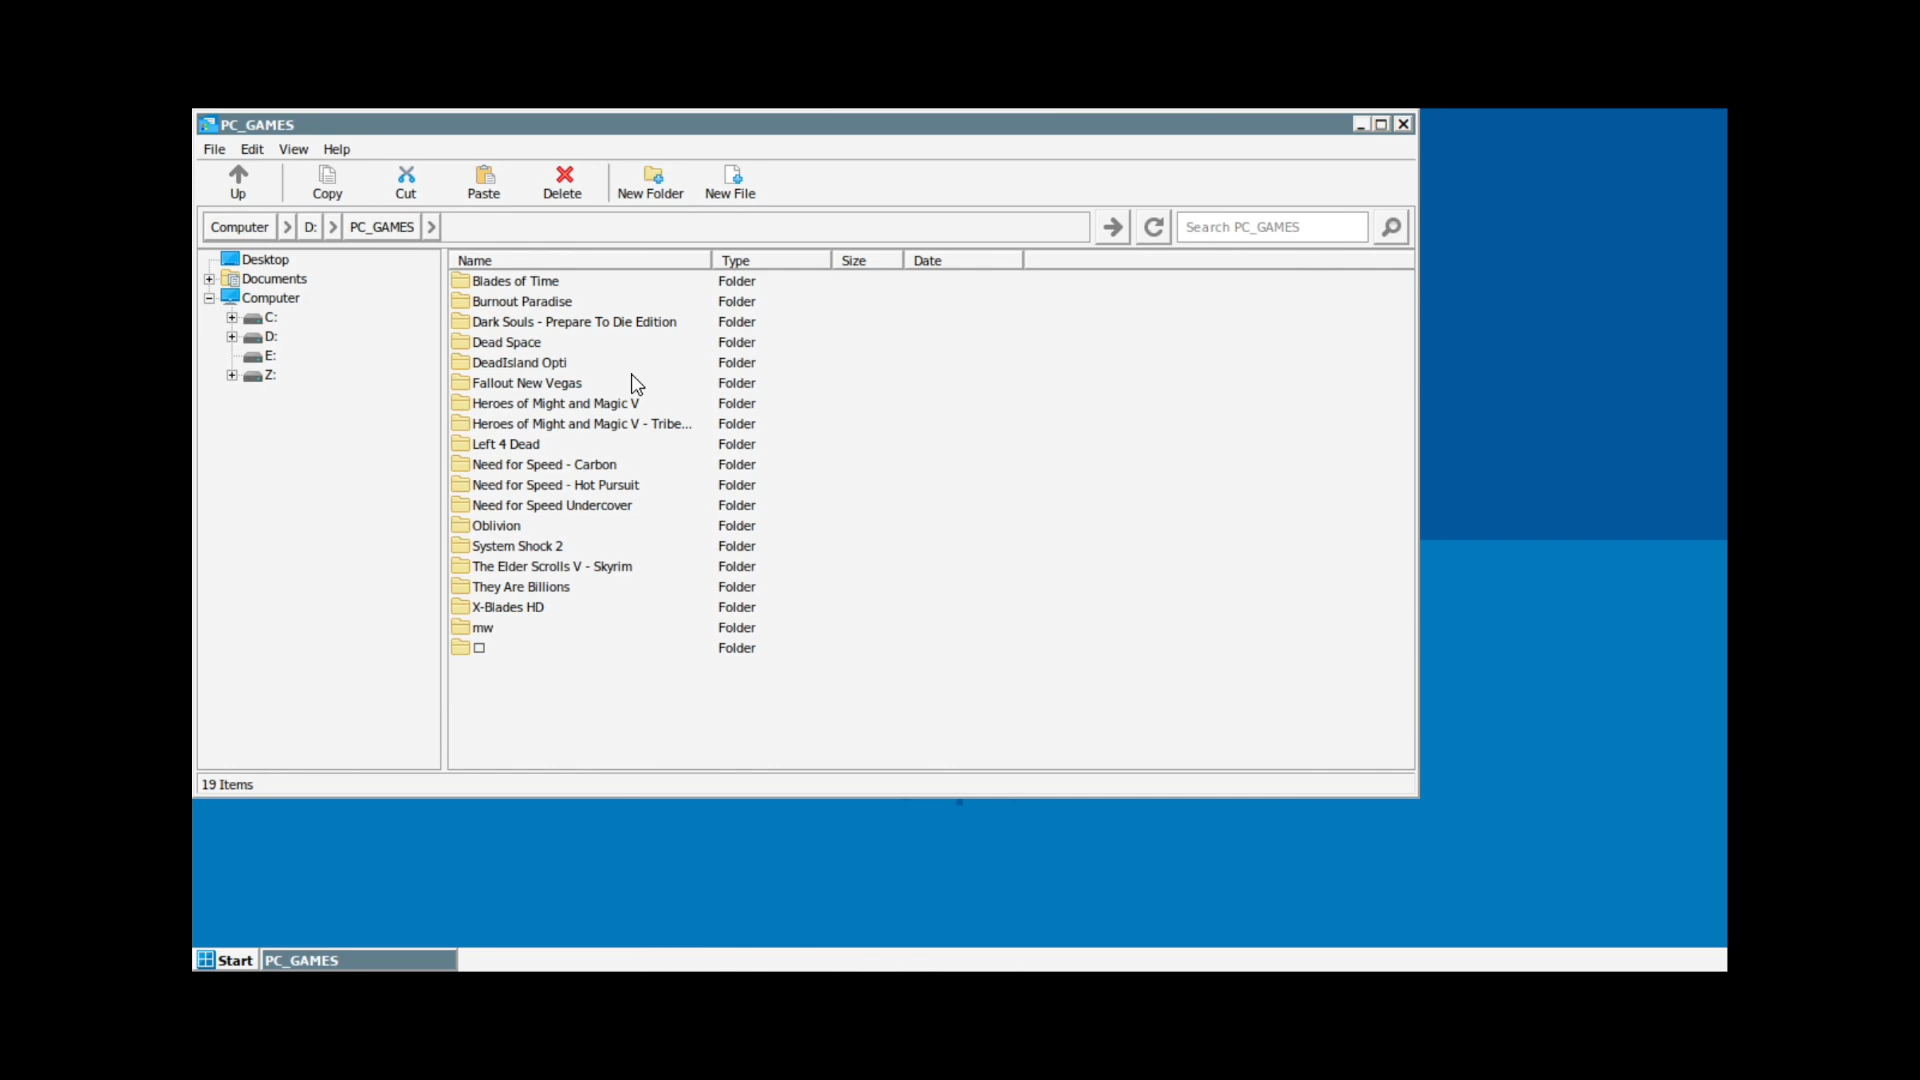 PC_GAMES
File Edit View Help
Up Copy Cut Paste Delete New Folder New File
Computer D: PC_GAMES Search PC_GAMES
Desktop
Documents
Computer
C:
D:
E:
Z:
Name Type Size Date
Blades of Time Folder
Burnout Paradise Folder
Dark Souls - Prepare To Die Edition Folder
Dead Space Folder
DeadIsland Opti Folder
Fallout New Vegas Folder
Heroes of Might and Magic V Folder
Heroes of Might and Magic V - Tribe... Folder
Left 4 Dead Folder
Need for Speed - Carbon Folder
Need for Speed - Hot Pursuit Folder
Need for Speed Undercover Folder
Oblivion Folder
System Shock 2 Folder
The Elder Scrolls V - Skyrim Folder
They Are Billions Folder
X-Blades HD Folder
mw Folder
□ Folder
19 Items
Start PC_GAMES